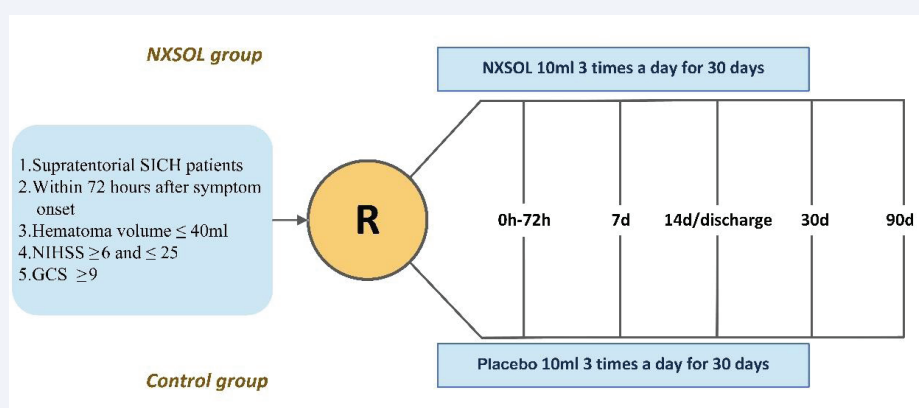 NXSOL group
NXSOL 10ml 3 times a day for 30 days
1.Supratentorial SICH patients
2.Within 72 hours after symptom
onset
3.Hematoma volume ≤ 40ml
4.NIHSS ≥6 and ≤ 25
5.GCS ≥9
R
0h-72h 7d 14d/discharge 30d 90d
Placebo 10ml 3 times a day for 30 days
Control group